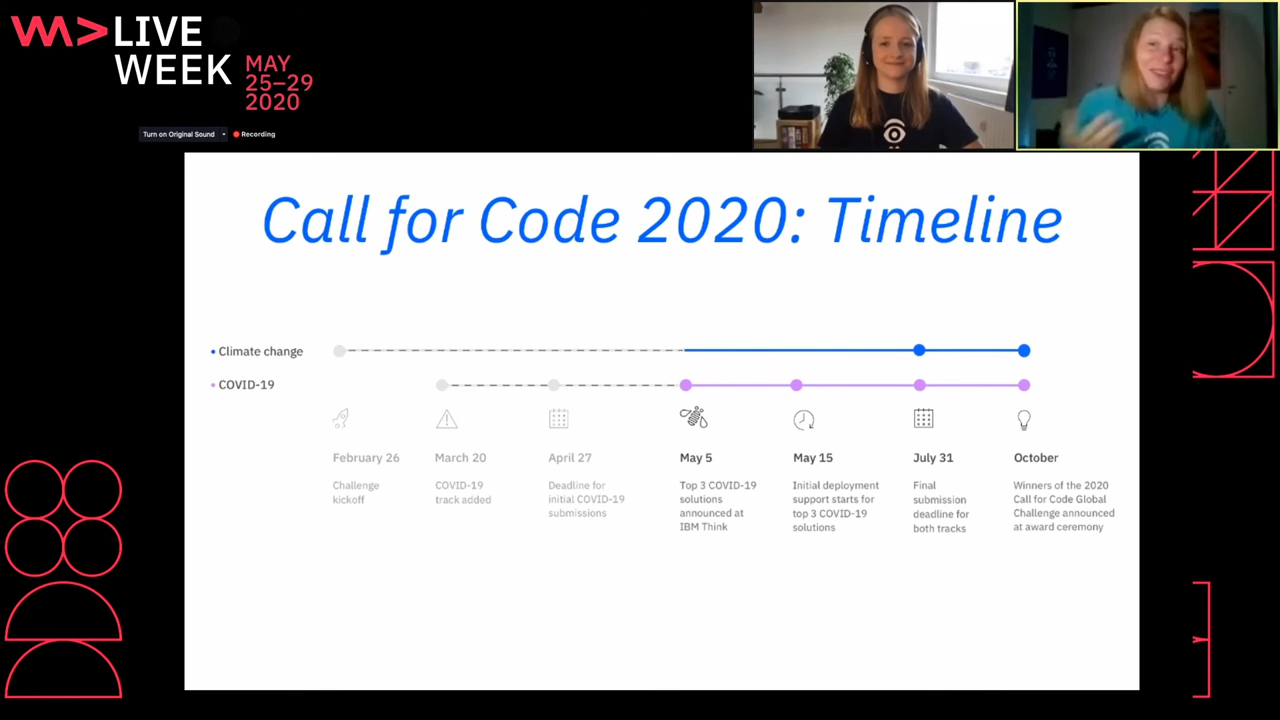 LIVE
WEEK
MAY
25–29
2020
Turn on Original Sound
Recording
Call for Code 2020: Timeline
Climate change
COVID-19
February 26
Challenge
kickoff
March 20
COVID-19
track added
April 27
Deadline for
initial COVID-19
submissions
May 5
Top 3 COVID-19
solutions
announced at
IBM Think
May 15
Initial deployment
support starts for
top 3 COVID-19
solutions
July 31
Final
submission
deadline for
both tracks
October
Winners of the 2020
Call for Code Global
Challenge announced
at award ceremony